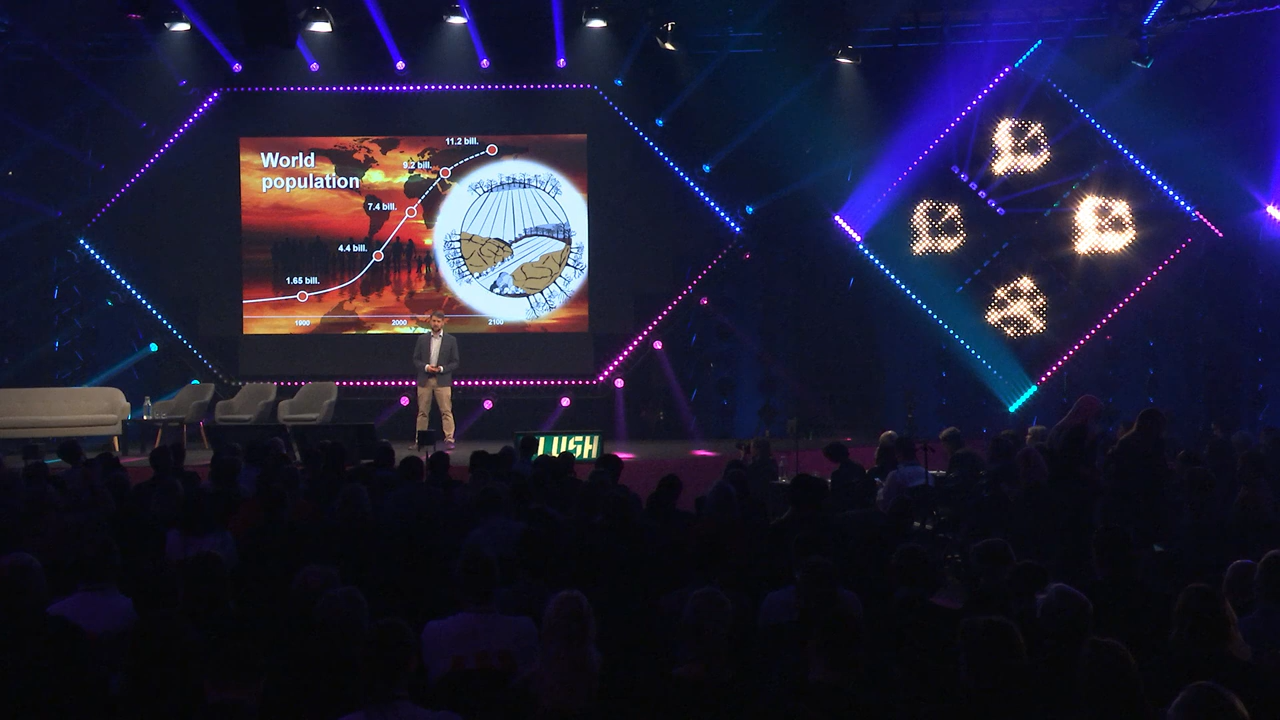 World
population
11.2 bill.
9.2 bill.
7.4 bill.
4.4 bill.
1.65 bill.
1900
2000
2100
LUSH